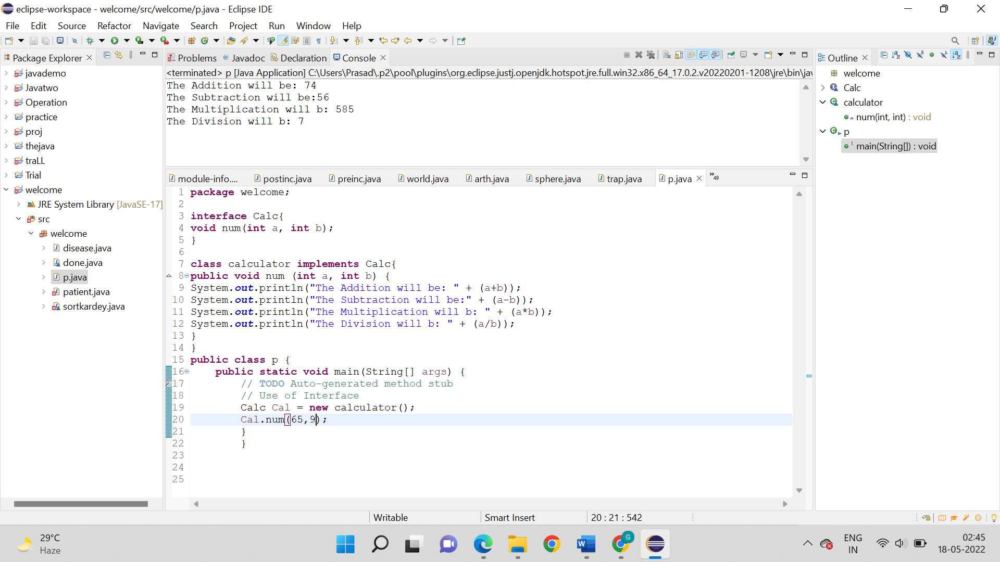 eclipse-workspace - welcome/src/welcome/p.java - Eclipse IDE
File Edit Source Refactor Navigate Search Project Run Window Help
Package Explorer
javademo
Javatwo
Operation
practice
proj
thejava
traLL
Trial
welcome
JRE System Library [JavaSE-17]
src
welcome
disease.java
done.java
p.java
patient.java
sortkardey.java
Problems Javadoc Declaration Console
<terminated> p [Java Application] C:\Users\Prasad\.p2\pool\plugins\org.eclipse.justj.openjdk.hotspot.jre.full.win32.x86_64_17.0.2.v20220201-1208\jre\bin\jav
The Addition will be: 74
The Subtraction will be:56
The Multiplication will b: 585
The Division will b: 7
module-info.... postinc.java preinc.java world.java arth.java sphere.java trap.java p.java »49
1 package welcome;
2
3 interface Calc{
4 void num(int a, int b);
5 }
6
7 class calculator implements Calc{
8 public void num (int a, int b) {
9 System.out.println("The Addition will be: " + (a+b));
10 System.out.println("The Subtraction will be:" + (a-b));
11 System.out.println("The Multiplication will b: " + (a*b));
12 System.out.println("The Division will b: " + (a/b));
13 }
14 }
15 public class p {
16 public static void main(String[] args) {
17 // TODO Auto-generated method stub
18 // Use of Interface
19 Calc Cal = new calculator();
20 Cal.num(65,9);
21 }
22 }
23
24
25
Outline
welcome
Calc
calculator
num(int, int) : void
p
main(String[]) : void
Writable Smart Insert 20 : 21 : 542
29°C
Haze
ENG
IN
02:45
18-05-2022